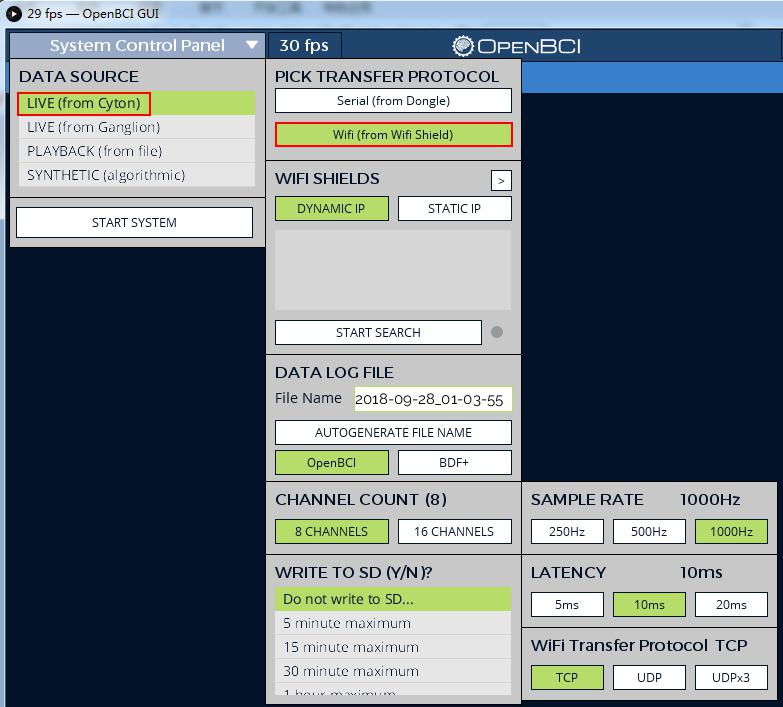 29 fps — OpenBCI GUI
System Control Panel
30 fps
OpenBCI
DATA SOURCE
LIVE (from Cyton)
LIVE (from Ganglion)
PLAYBACK (from file)
SYNTHETIC (algorithmic)
START SYSTEM
PICK TRANSFER PROTOCOL
Serial (from Dongle)
Wifi (from Wifi Shield)
WIFI SHIELDS
>
DYNAMIC IP
STATIC IP
START SEARCH
DATA LOG FILE
File Name
2018-09-28_01-03-55
AUTOGENERATE FILE NAME
OpenBCI
BDF+
CHANNEL COUNT (8)
8 CHANNELS
16 CHANNELS
WRITE TO SD (Y/N)?
Do not write to SD...
5 minute maximum
15 minute maximum
30 minute maximum
1 hour maximum
SAMPLE RATE 1000Hz
250Hz
500Hz
1000Hz
LATENCY 10ms
5ms
10ms
20ms
WiFi Transfer Protocol TCP
TCP
UDP
UDPx3